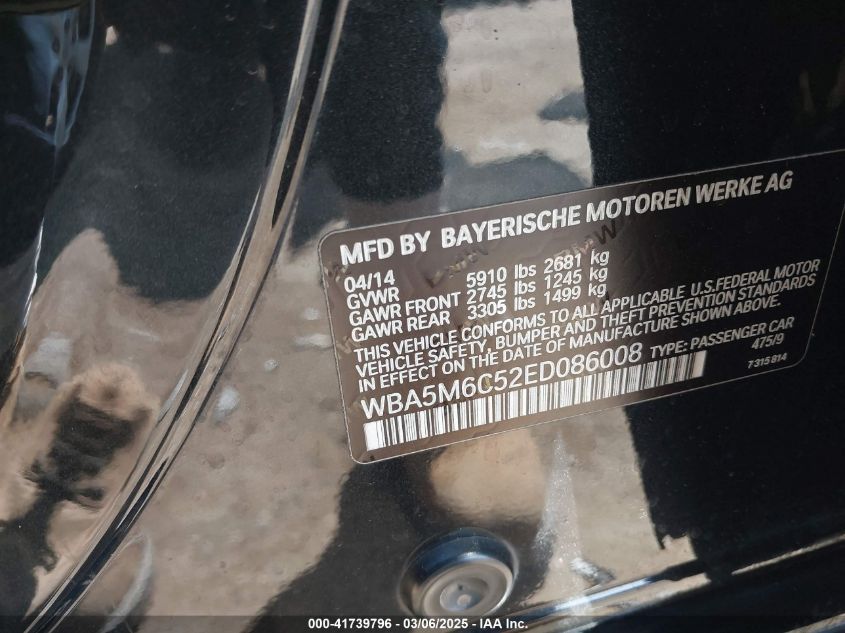 MFD BY BAYERISCHE MOTOREN WERKE AG
04/14 5910 lbs 2681 kg
GVWR 2745 lbs 1245 kg
GAWR FRONT 3305 lbs 1499 kg
GAWR REAR
THIS VEHICLE CONFORMS TO ALL APPLICABLE U.S.FEDERAL MOTOR
VEHICLE SAFETY, BUMPER AND THEFT PREVENTION STANDARDS
IN EFFECT ON THE DATE OF MANUFACTURE SHOWN ABOVE.
WBA5M6C52ED086008 TYPE: PASSENGER CAR
475/9
7315814
000-41739796 - 03/06/2025 - IAA Inc.